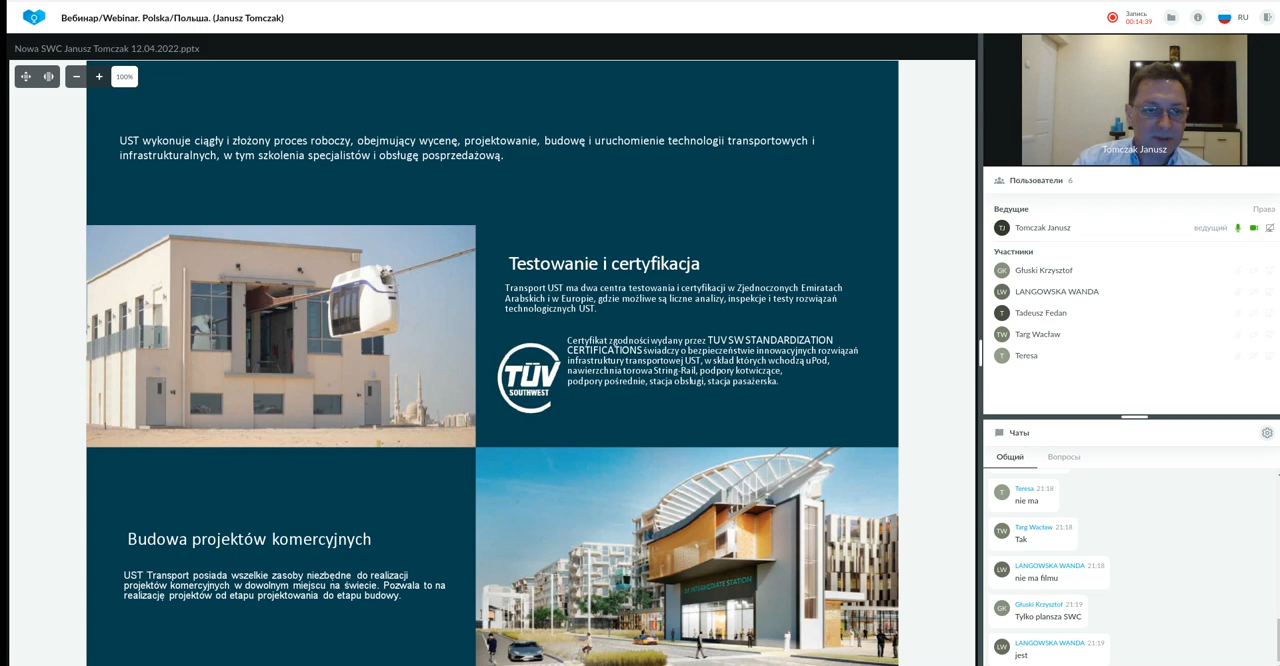 Вебинар/Webinar. Polska/Польша. (Janusz Tomczak)
Запись
00:14:39
RU
Nowa SWC Janusz Tomczak 12.04.2022.pptx
100%
UST wykonuje ciągły i złożony proces roboczy, obejmujący wycenę, projektowanie, budowę i uruchomienie technologii transportowych i
infrastrukturalnych, w tym szkolenia specjalistów i obsługę posprzedażową.
Testowanie i certyfikacja
Transport UST ma dwa centra testowania i certyfikacji w Zjednoczonych Emiratach
Arabskich i w Europie, gdzie możliwe są liczne analizy, inspekcje i testy rozwiązań
technologicznych UST.
Certyfikat zgodności wydany przez TUV SW STANDARDIZATION
CERTIFICATIONS świadczy o bezpieczeństwie innowacyjnych rozwiązań
infrastruktury transportowej UST, w skład których wchodzą uPod,
nawierzchnia torowa String-Rail, podpory kotwiczące,
podpory pośrednie, stacja obsługi, stacja pasażerska.
TÜV
SOUTHWEST
Budowa projektów komercyjnych
UST Transport posiada wszelkie zasoby niezbędne do realizacji
projektów komercyjnych w dowolnym miejscu na świecie. Pozwala to na
realizację projektów od etapu projektowania do etapu budowy.
INTERMEDIATE STATION
Tomczak Janusz
Пользователи 6
Ведущие Права
TJ Tomczak Janusz ведущий
Участники
GK Głuski Krzysztof
LW LANGOWSKA WANDA
T Tadeusz Fedan
TW Targ Wacław
T Teresa
Чаты
Общий Вопросы
T Teresa 21:18
nie ma
TW Targ Wacław 21:18
Tak
LW LANGOWSKA WANDA 21:18
nie ma filmu
GK Głuski Krzysztof 21:19
Tylko plansza SWC
LW LANGOWSKA WANDA 21:19
jest